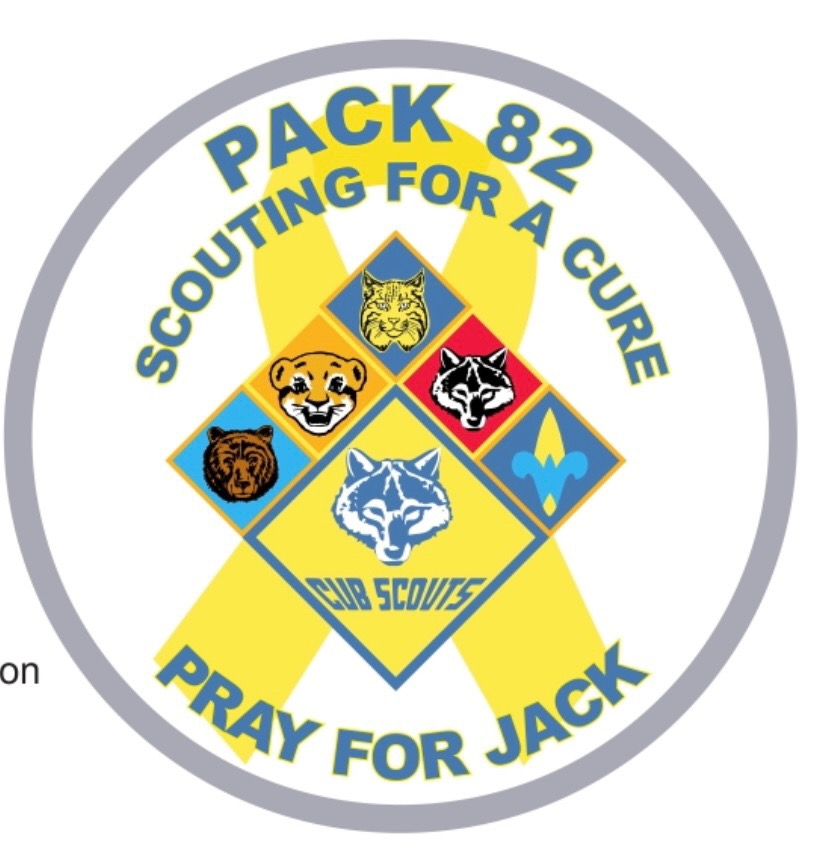 PACK 82
SCOUTING FOR A CURE
CUB SCOUTS
on
PRAY FOR JACK